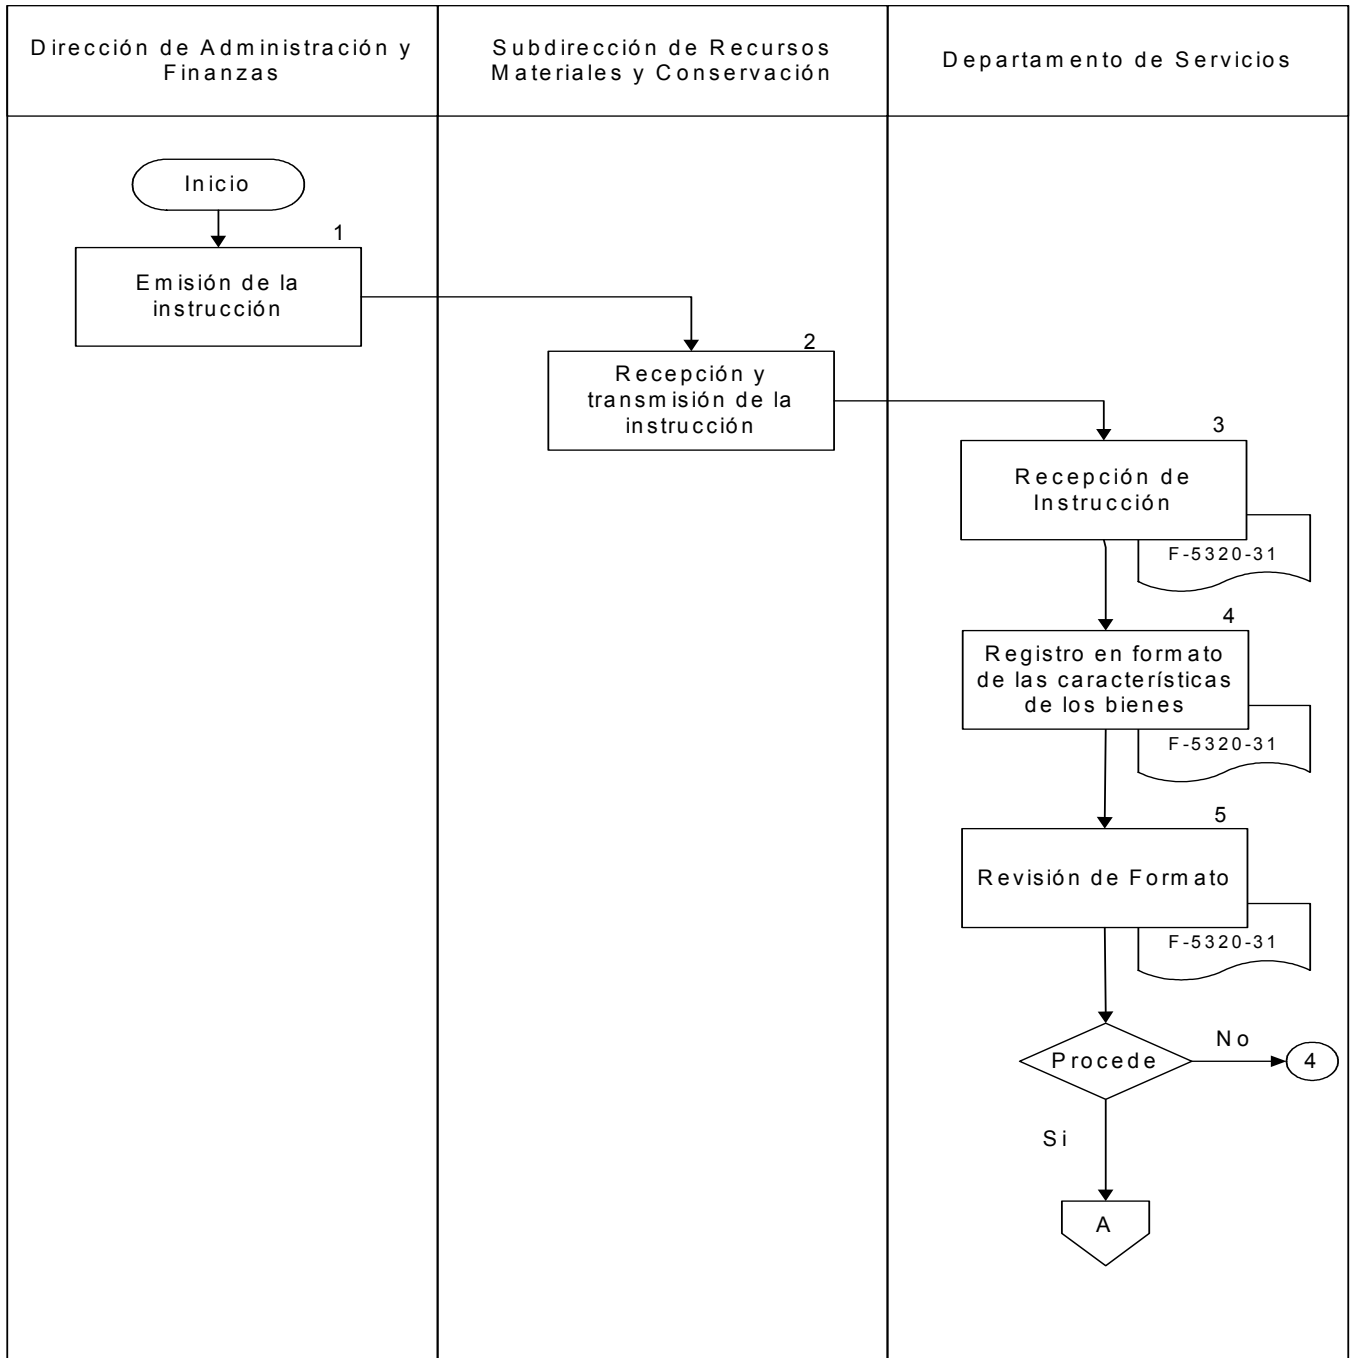 Dirección de Administración y
Finanzas
Subdirección de Recursos
Materiales y Conservación
Departamento de Servicios
Inicio
1
Emisión de la
instrucción
2
Recepción y
transmisión de la
instrucción
3
Recepción de
Instrucción
F-5320-31
4
Registro en formato
de las característícas
de los bienes
F-5320-31
5
Revisión de Formato
F-5320-31
Procede
No
4
Si
A